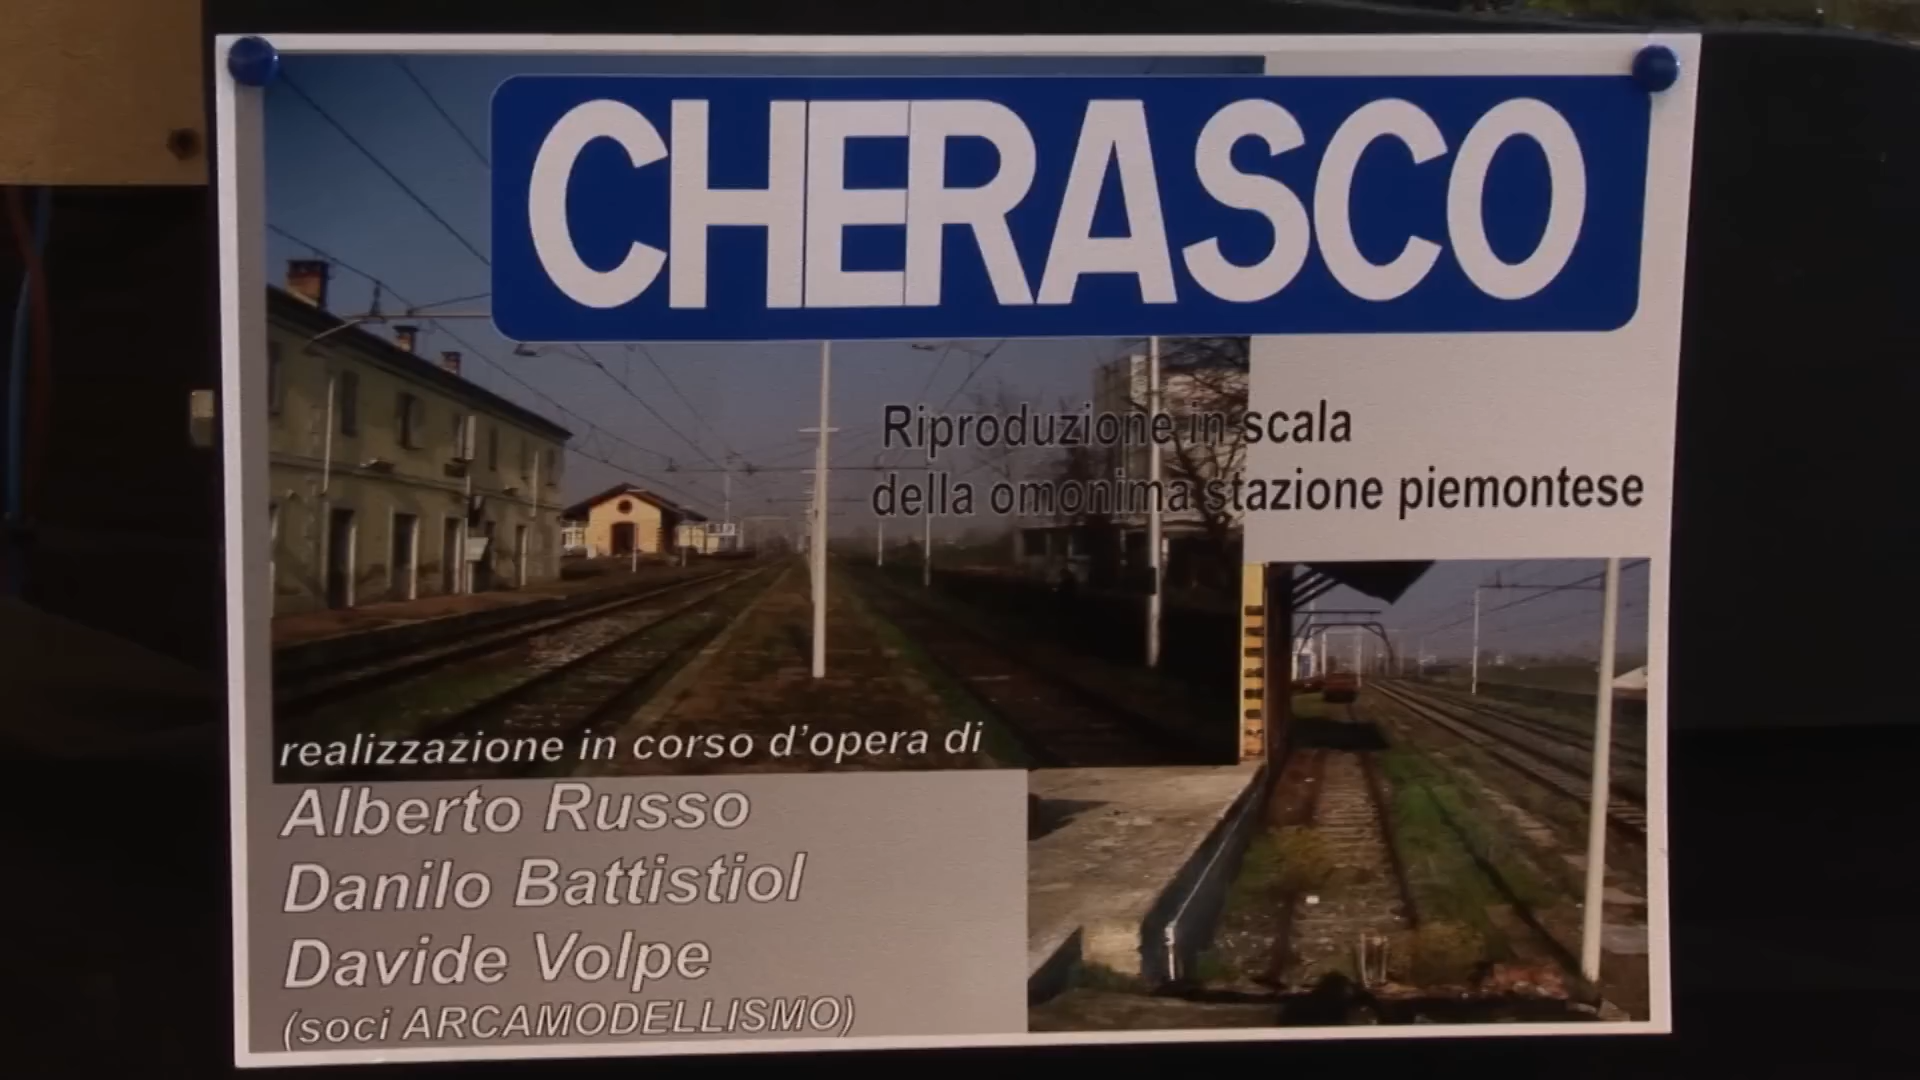 CHERASCO
Riproduzione in scala
della omonima stazione piemontese
realizzazione in corso d'opera di
Alberto Russo
Danilo Battistiol
Davide Volpe
(soci ARCAMODELLISMO)